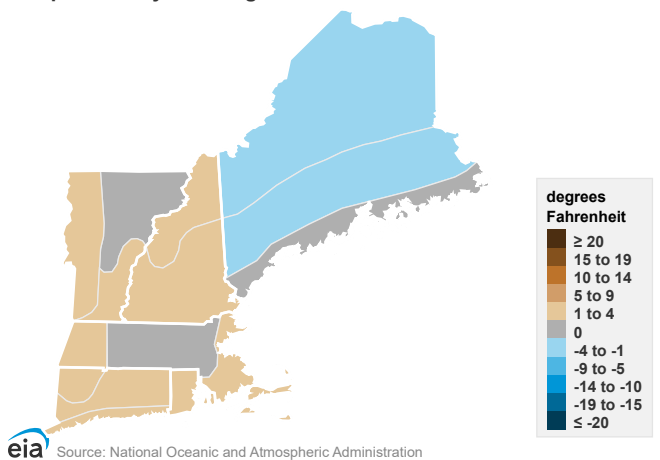 degrees
Fahrenheit
≥ 20
15 to 19
10 to 14
5 to 9
1 to 4
0
-4 to -1
-9 to -5
-14 to -10
-19 to -15
≤ -20
eia
Source: National Oceanic and Atmospheric Administration